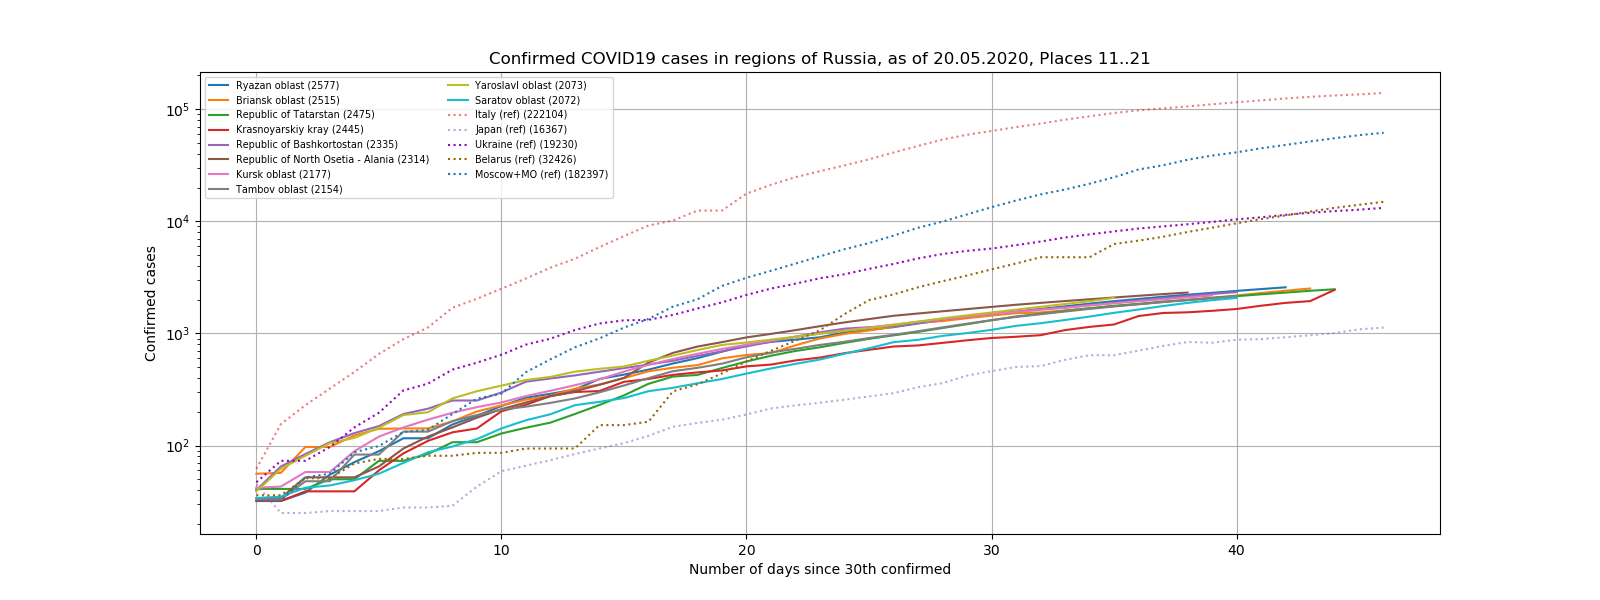 Confirmed COVID19 cases in regions of Russia, as of 20.05.2020, Places 11..21
Ryazan oblast (2577)
Briansk oblast (2515)
Republic of Tatarstan (2475)
Krasnoyarskiy kray (2445)
Republic of Bashkortostan (2335)
Republic of North Osetia - Alania (2314)
Kursk oblast (2177)
Tambov oblast (2154)
Yaroslavl oblast (2073)
Saratov oblast (2072)
Italy (ref) (222104)
Japan (ref) (16367)
Ukraine (ref) (19230)
Belarus (ref) (32426)
Moscow+MO (ref) (182397)
Confirmed cases
10⁵
10⁴
10³
10²
0 10 20 30 40
Number of days since 30th confirmed